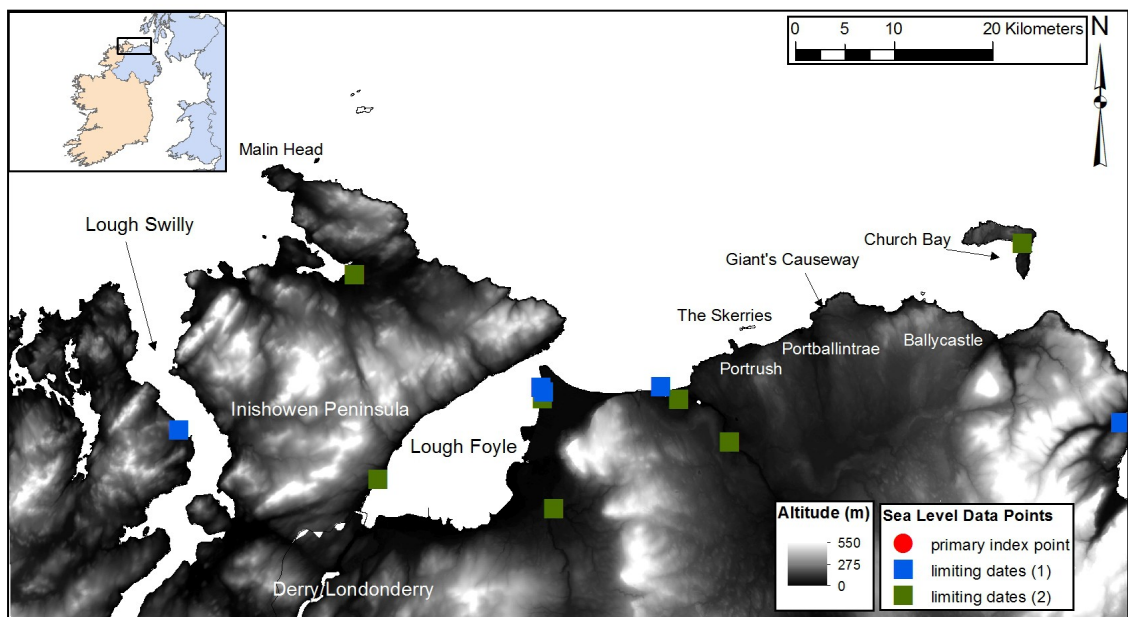 0 5 10 20 Kilometers
N
Malin Head
Lough Swilly
Church Bay
Giant's Causeway
The Skerries
Portballintrae
Ballycastle
Portrush
Inishowen Peninsula
Lough Foyle
Derry/Londonderry
Altitude (m)
550
275
0
Sea Level Data Points
primary index point
limiting dates (1)
limiting dates (2)